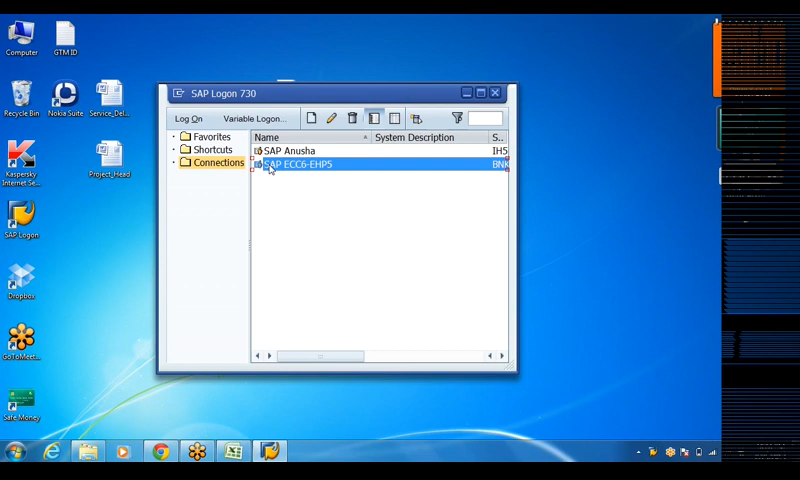 Computer
GTM ID
Recycle Bin
Nokia Suite
Service_Del...
Kaspersky
Internet Se...
Project_Head
SAP Logon
Dropbox
GoToMeet...
Safe Money
SAP Logon 730
Log On
Variable Logon...
Favorites
Shortcuts
Connections
Name
System Description
S..
SAP Anusha
IH5
SAP ECC6-EHP5
BNK